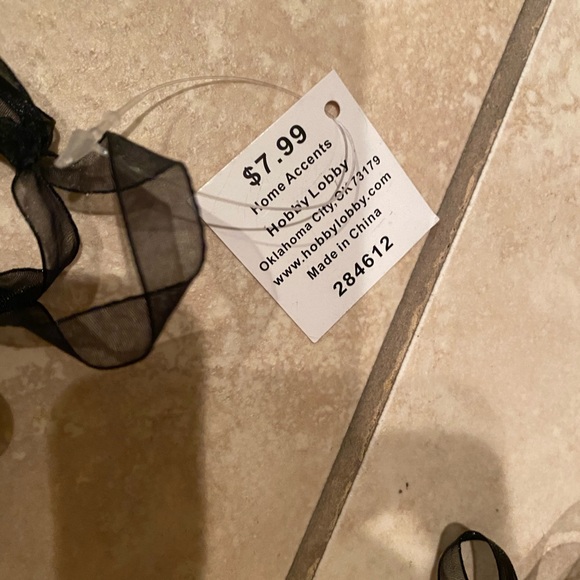 $7.99
Home Accents
Hobby Lobby
Oklahoma City, OK 73179
www.hobbylobby.com
Made in China
284612